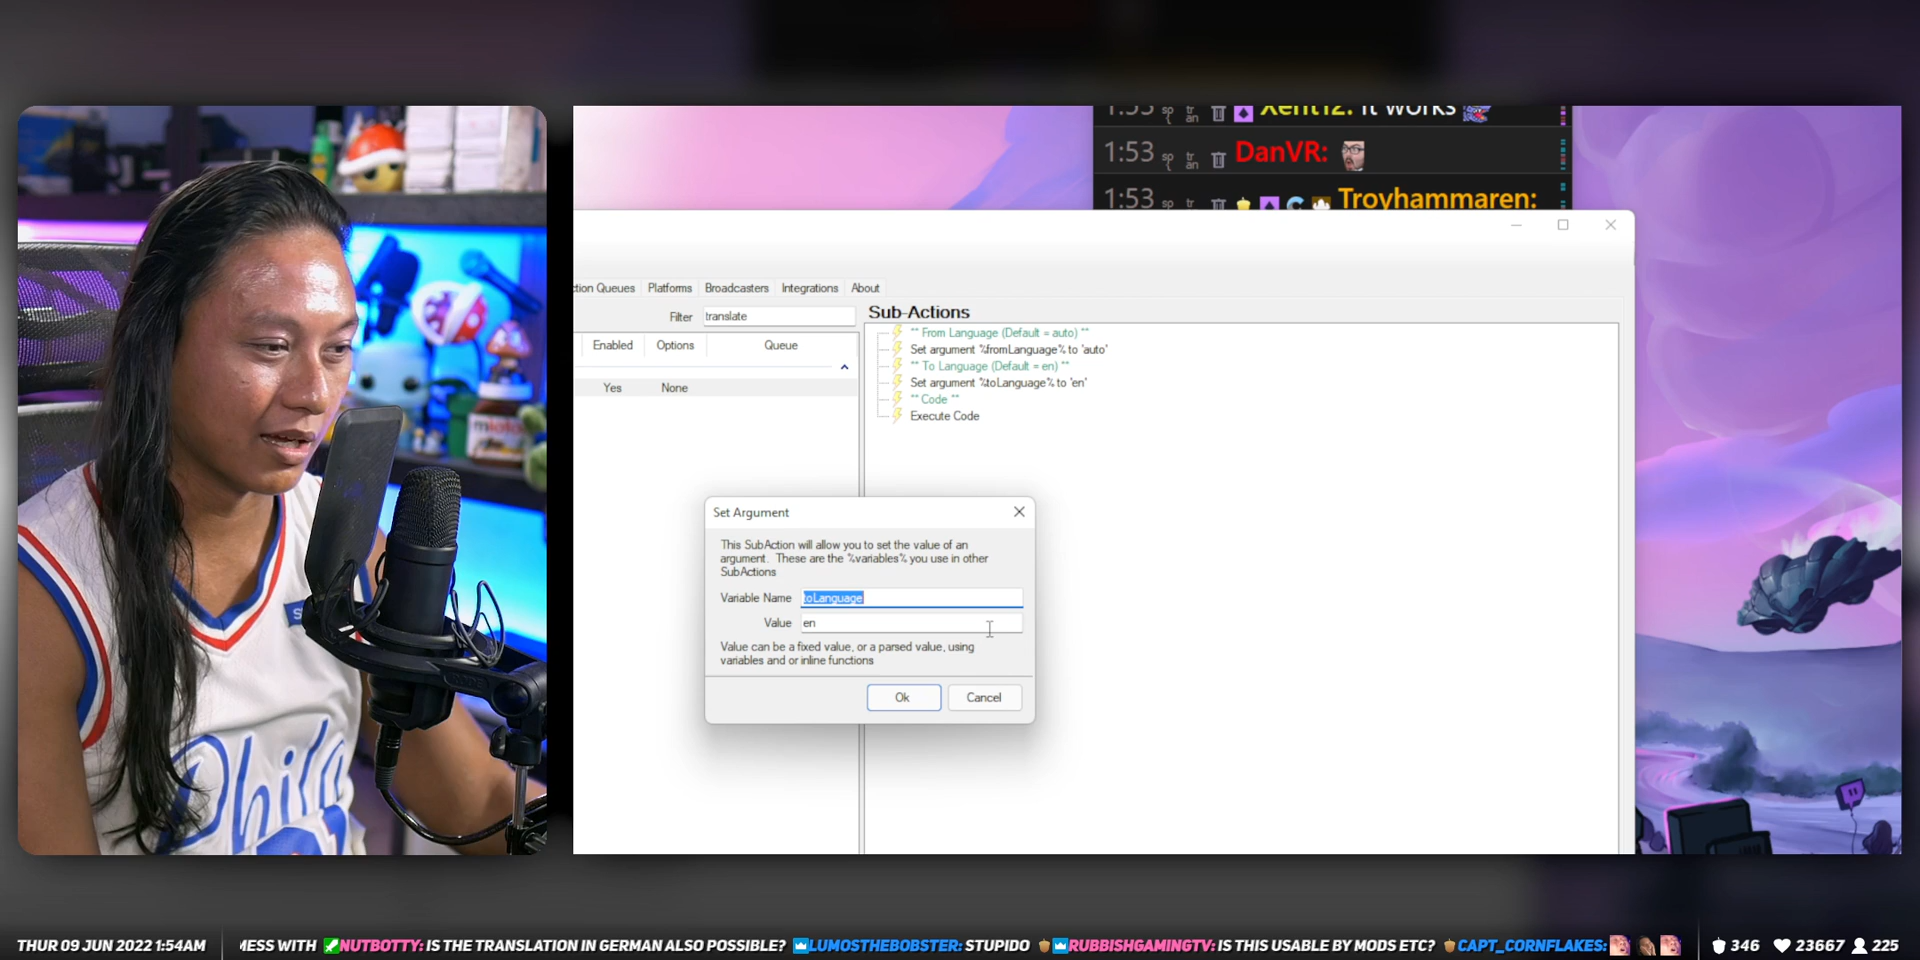 Xent12: It works
1:53 DanVR:
1:53 Troyhammaren:
Platforms Broadcasters Integrations About
Filter translate
Sub-Actions
Enabled Options Queue
Yes None
** From Language (Default = auto) **
Set argument %fromLanguage% to 'auto'
** To Language (Default = en) **
Set argument %toLanguage% to 'en'
** Code **
Execute Code
Set Argument
This SubAction will allow you to set the value of an
argument. These are the %variables% you use in other
SubActions
Variable Name toLanguage
Value en
Value can be a fixed value, or a parsed value, using
variables and or inline functions
Ok Cancel
Phila
THUR 09 JUN 2022 1:54AM MESS WITH NUTBOTTY: IS THE TRANSLATION IN GERMAN ALSO POSSIBLE? LUMOSTHEBOBSTER: STUPIDO RUBBISHGAMINGTV: IS THIS USABLE BY MODS ETC? CAPT_CORNFLAKES: 346 23667 225